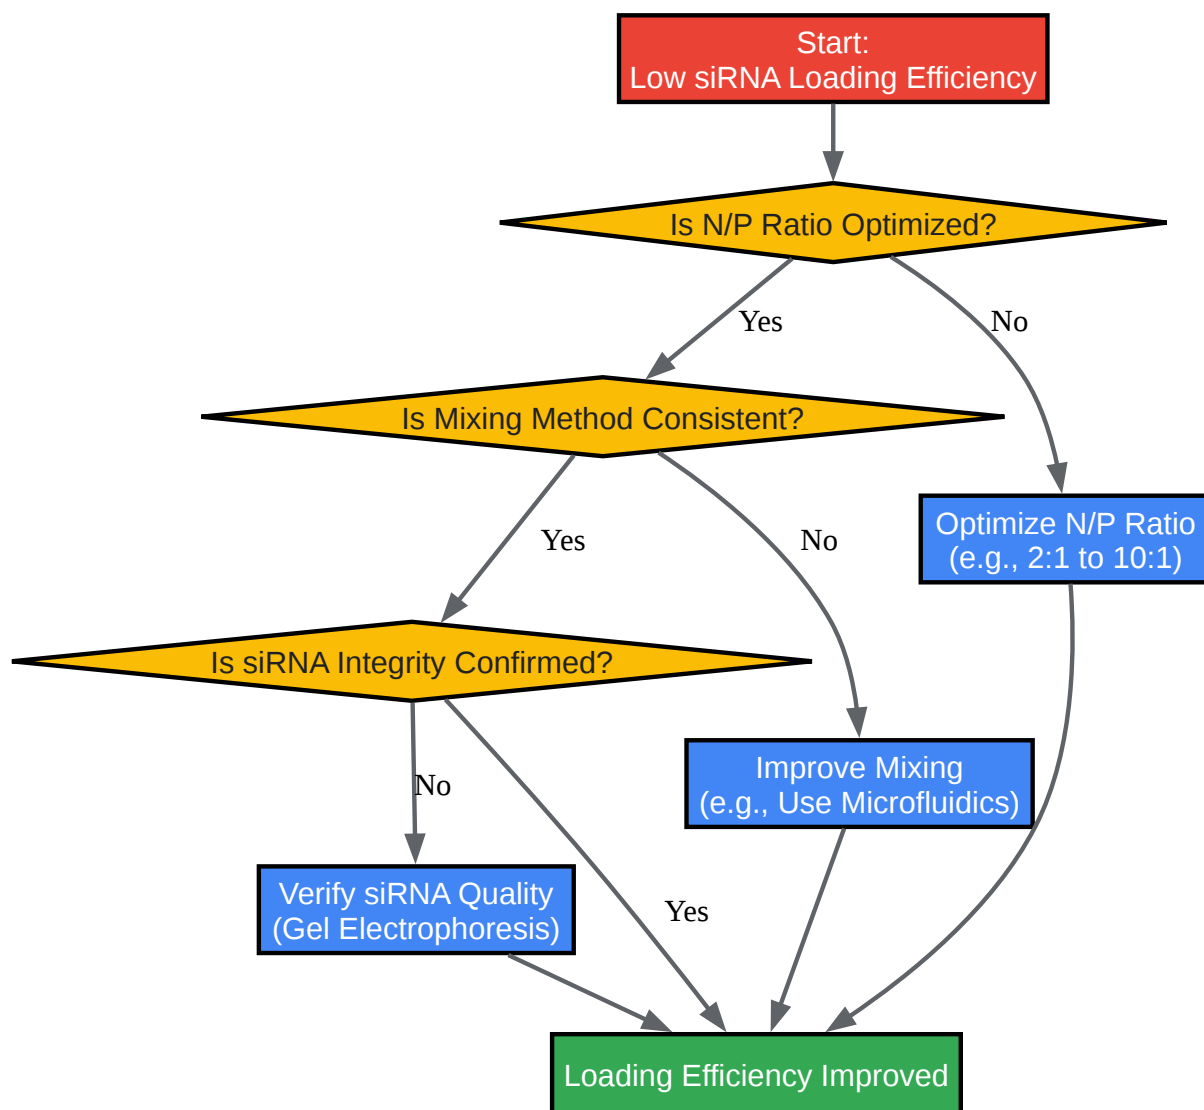 Start:
Low siRNA Loading Efficiency
Is N/P Ratio Optimized?
Yes
No
Is Mixing Method Consistent?
Optimize N/P Ratio
(e.g., 2:1 to 10:1)
Yes
No
Is siRNA Integrity Confirmed?
Improve Mixing
(e.g., Use Microfluidics)
No
Verify siRNA Quality
(Gel Electrophoresis)
Yes
Loading Efficiency Improved